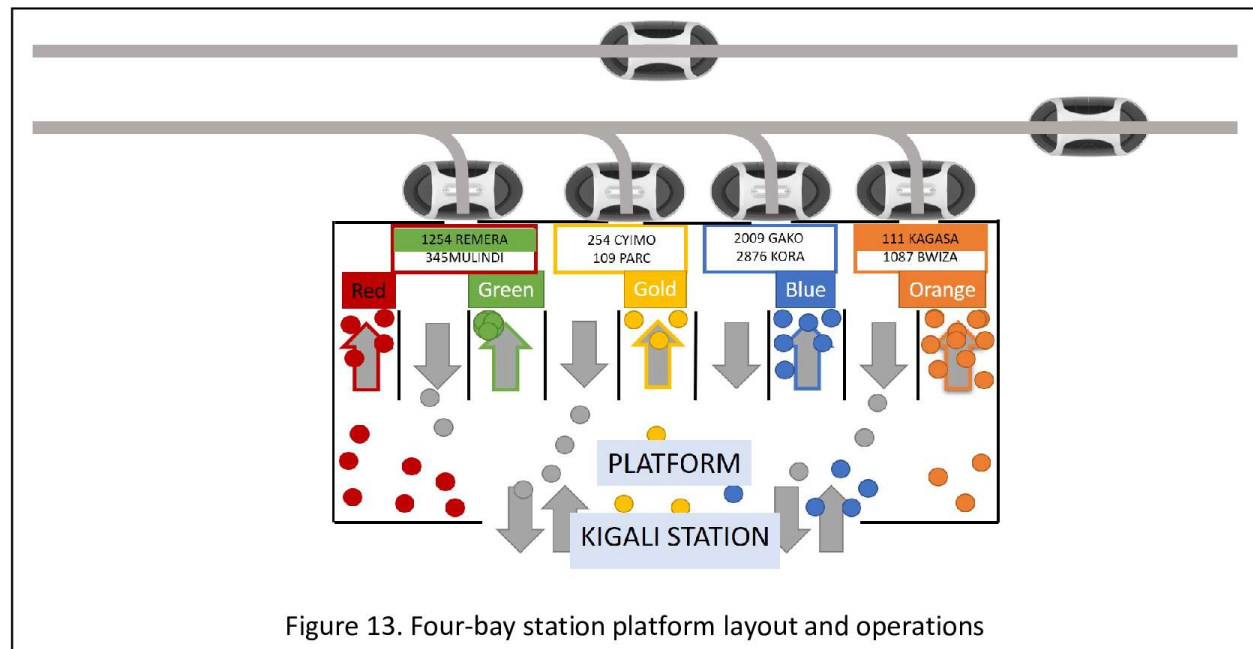 1254 REMERA
345MULINDI
254 CYIMO
109 PARC
2009 GAKO
2876 KORA
111 KAGASA
1087 BWIZA
Red
Green
Gold
Blue
Orange
PLATFORM
KIGALI STATION
Figure 13. Four-bay station platform layout and operations